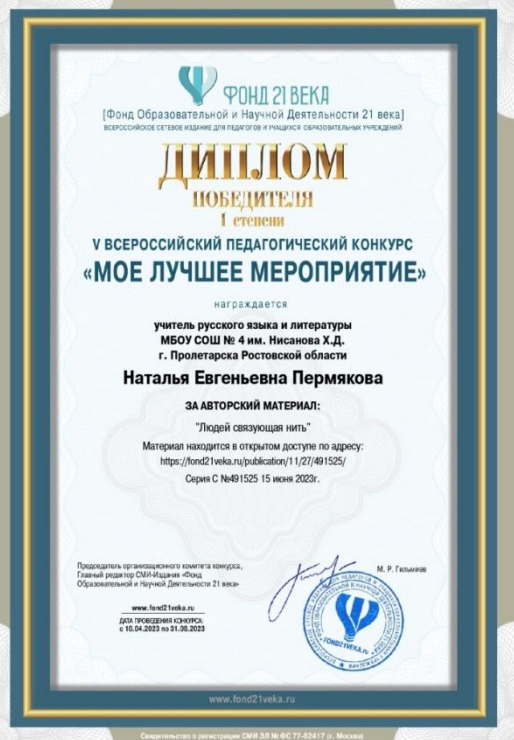 ФОНД 21 ВЕКА
[Фонд Образовательной и Научной Деятельности 21 века]
ВСЕРОССИЙСКОЕ СЕТЕВОЕ ИЗДАНИЕ ДЛЯ ПЕДАГОГОВ И УЧАЩИХСЯ ОБРАЗОВАТЕЛЬНЫХ УЧРЕЖДЕНИЙ
ДИПЛОМ
ПОБЕДИТЕЛЯ
1 степени
V ВСЕРОССИЙСКИЙ ПЕДАГОГИЧЕСКИЙ КОНКУРС
«МОЕ ЛУЧШЕЕ МЕРОПРИЯТИЕ»
награждается
учитель русского языка и литературы
МБОУ СОШ № 4 им. Нисанова Х.Д.
г. Пролетарска Ростовской области
Наталья Евгеньевна Пермякова
ЗА АВТОРСКИЙ МАТЕРИАЛ:
"Людей связующая нить"
Материал находится в открытом доступе по адресу:
https://fond21veka.ru/publication/11/27/491525/
Серия С №491525 15 июня 2023г.
Председатель организационного комитета конкурса,
Главный редактор СМИ-Издания «Фонд
Образовательной и Научной Деятельности 21 века»
М. Р. Гильмиев
www.fond21veka.ru
ДАТА ПРОВЕДЕНИЯ КОНКУРСА:
с 10.04.2023 по 31.08.2023
FOND21VEKA.ru
www.fond21veka.ru
Свидетельство о регистрации СМИ ЭЛ № ФС 77-82417 (г. Москва)